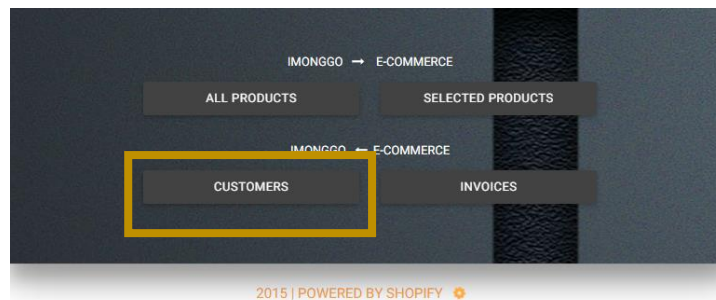 IMONGGO → E-COMMERCE
ALL PRODUCTS SELECTED PRODUCTS
IMONGGO ← E-COMMERCE
CUSTOMERS INVOICES
2015 | POWERED BY SHOPIFY